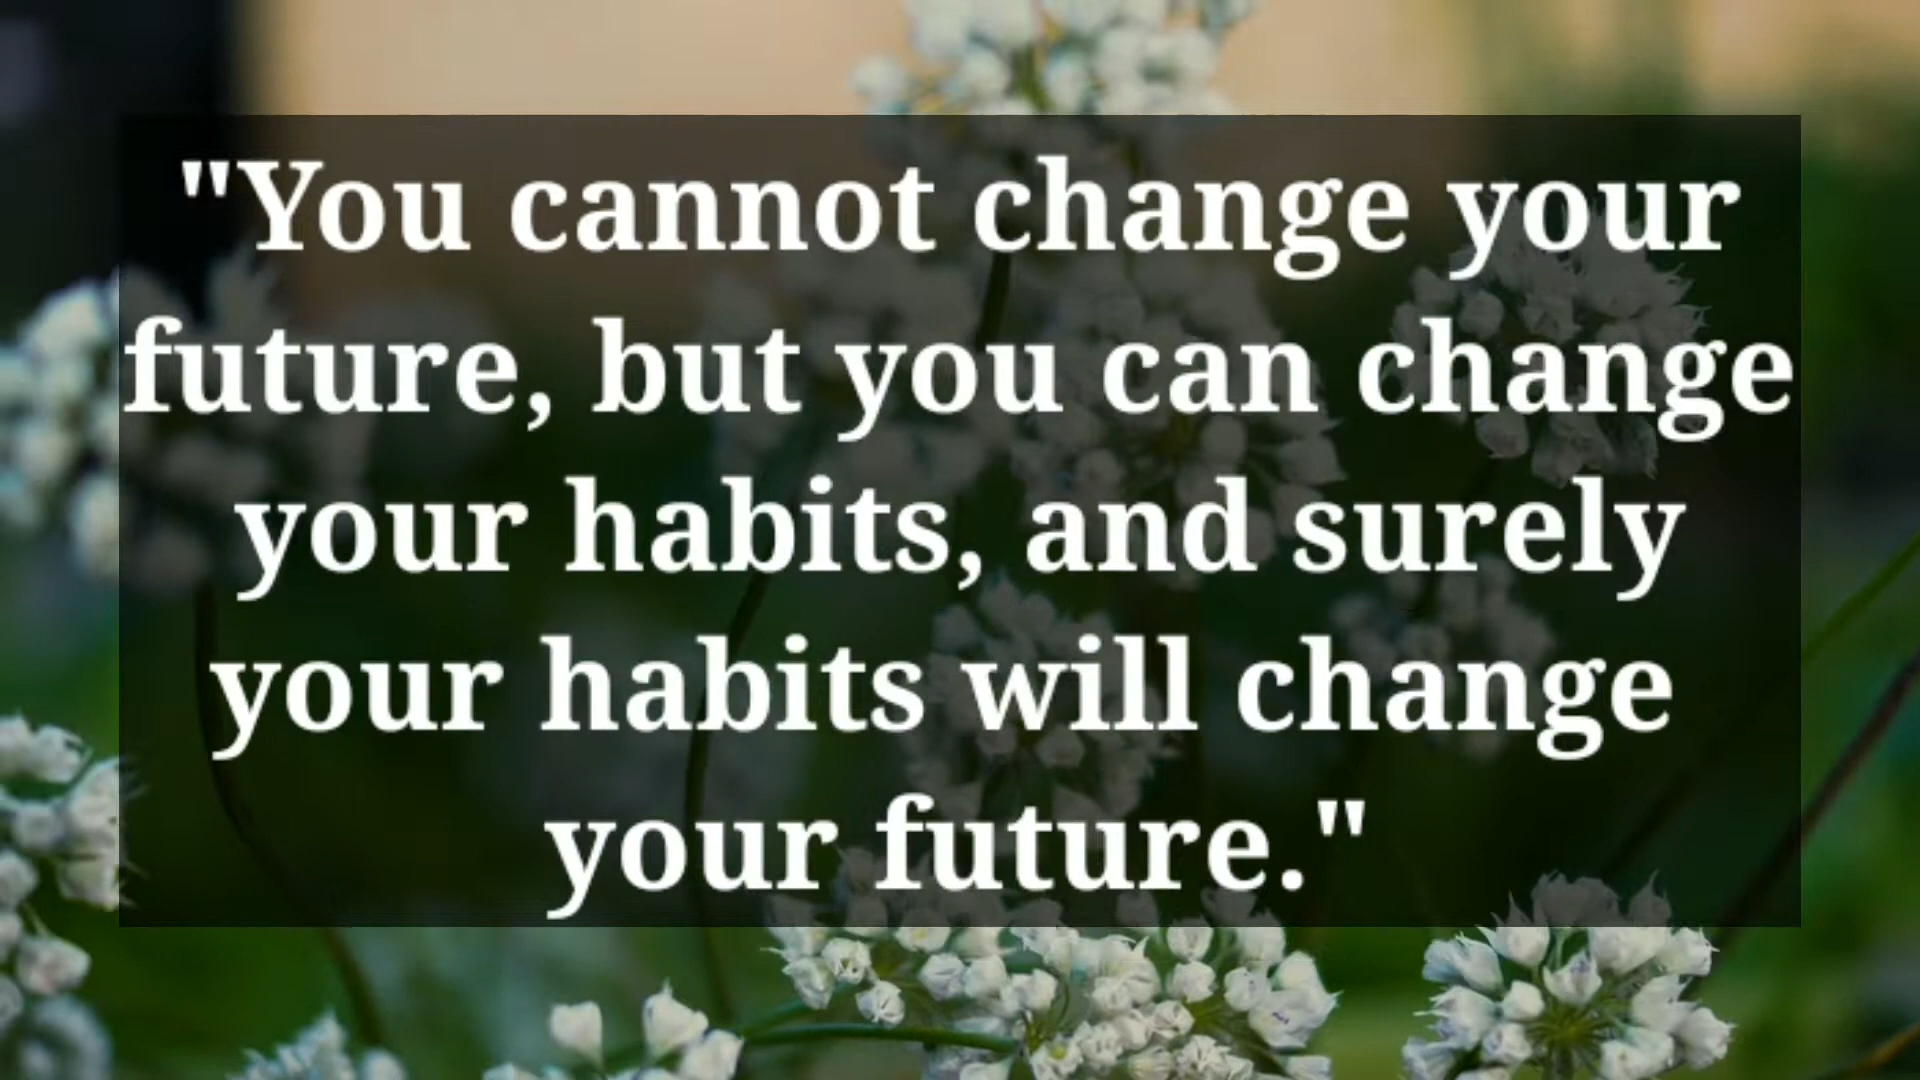 "You cannot change your
future, but you can change
your habits, and surely
your habits will change
your future."